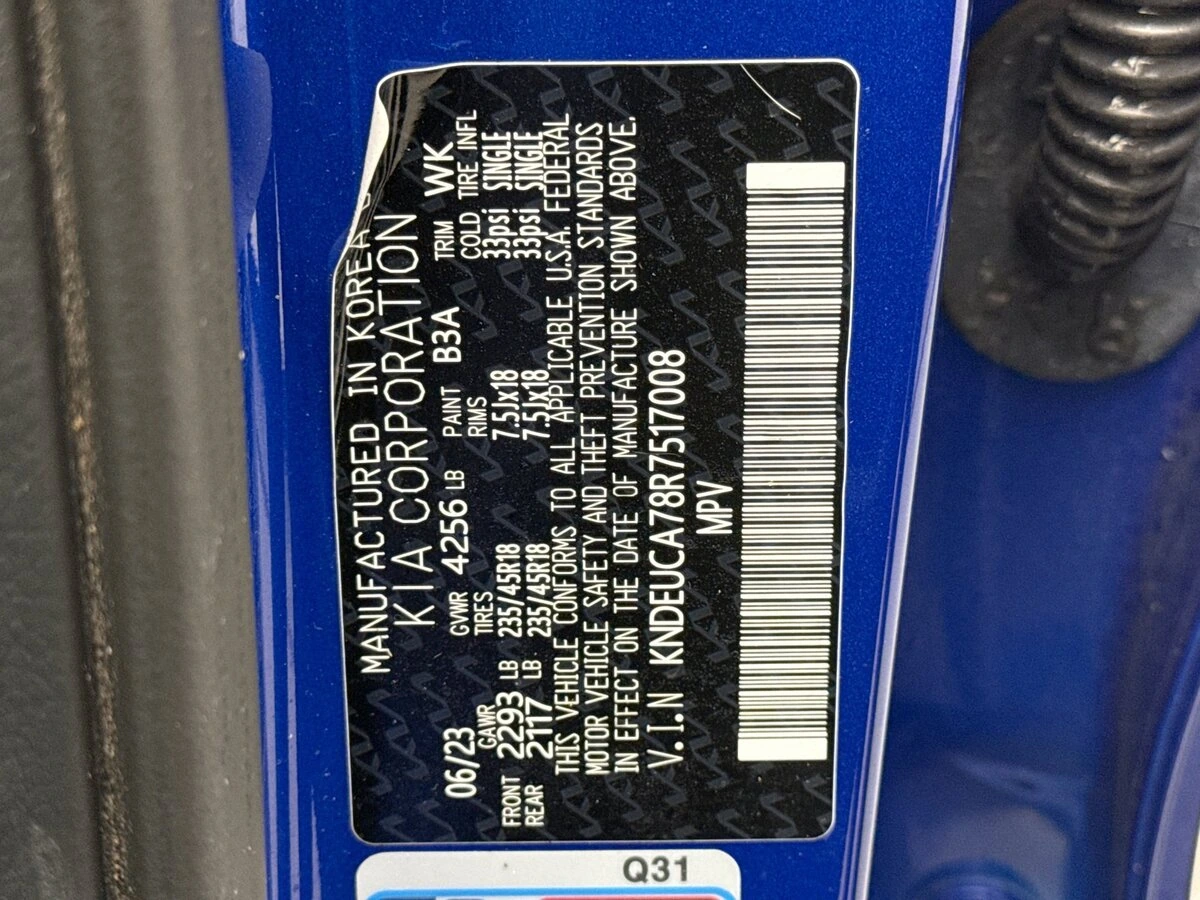 MANUFACTURED IN KOREA
KIA CORPORATION
06/23 GVWR 4256 LB PAINT B3A TRIM WK
GAWR TIRES RIMS COLD TIRE INFL
FRONT 2293 LB 235/45R18 7.5Jx18 33psi SINGLE
REAR 2117 LB 235/45R18 7.5Jx18 33psi SINGLE
THIS VEHICLE CONFORMS TO ALL APPLICABLE U.S.A. FEDERAL
MOTOR VEHICLE SAFETY AND THEFT PREVENTION STANDARDS
IN EFFECT ON THE DATE OF MANUFACTURE SHOWN ABOVE.
V.I.N KNDEUCA78R7517008
MPV
Q31